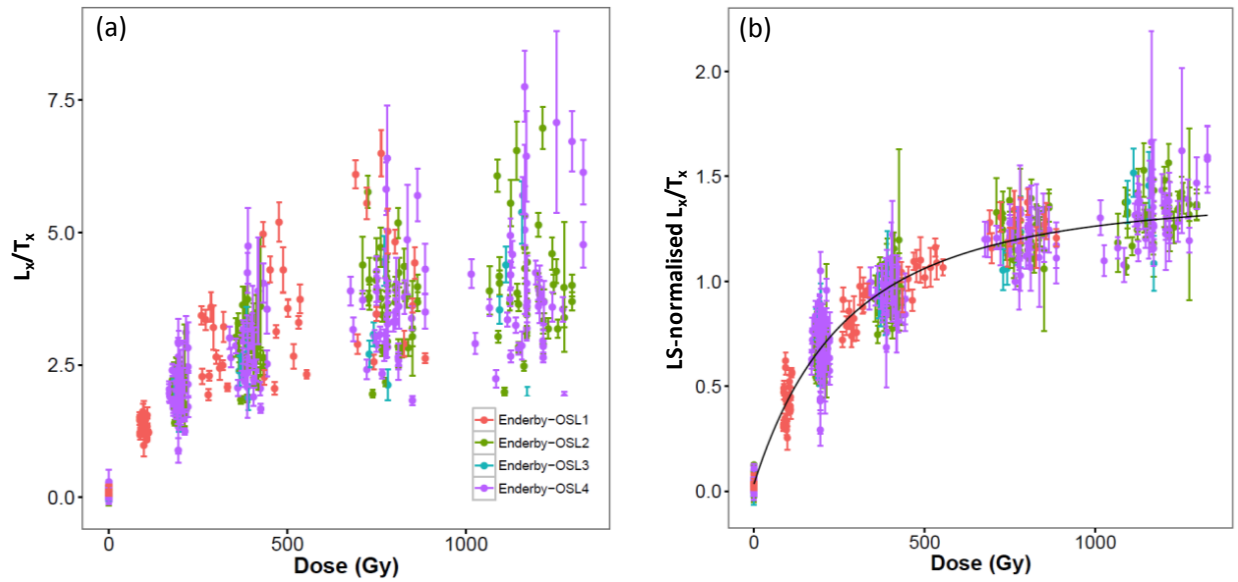 (a)
7.5
5.0
2.5
0.0
Lₓ/Tₓ
0
500
1000
Dose (Gy)
Enderby-OSL1
Enderby-OSL2
Enderby-OSL3
Enderby-OSL4
(b)
2.0
1.5
1.0
0.5
0.0
LS-normalised Lₓ/Tₓ
0
500
1000
Dose (Gy)